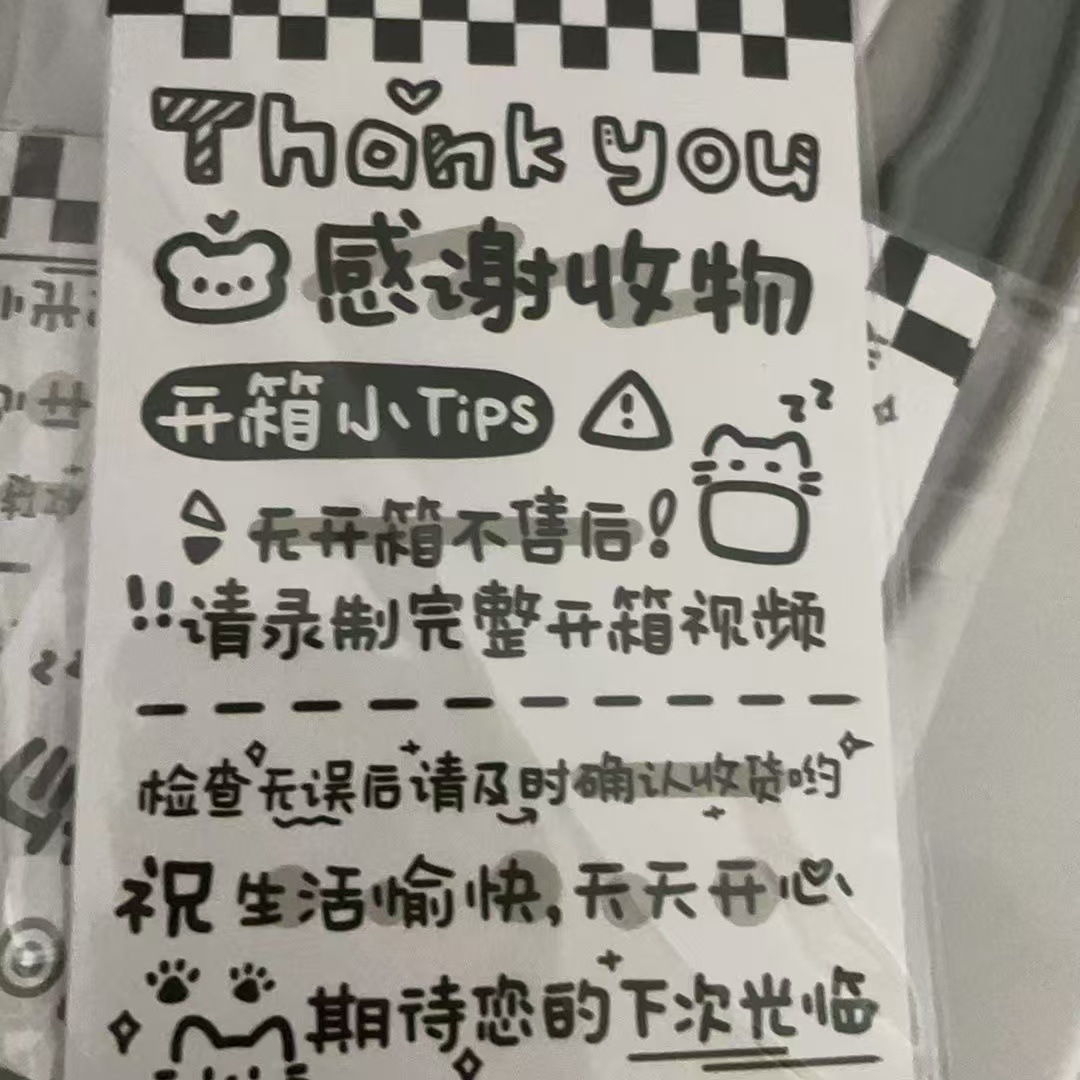 Thank you
感谢收物
开箱小Tips
zz
无开箱不售后!
!!请录制完整开箱视频
检查无误后请及时确认收货哟
祝生活愉快,天天开心
期待您的下次光临